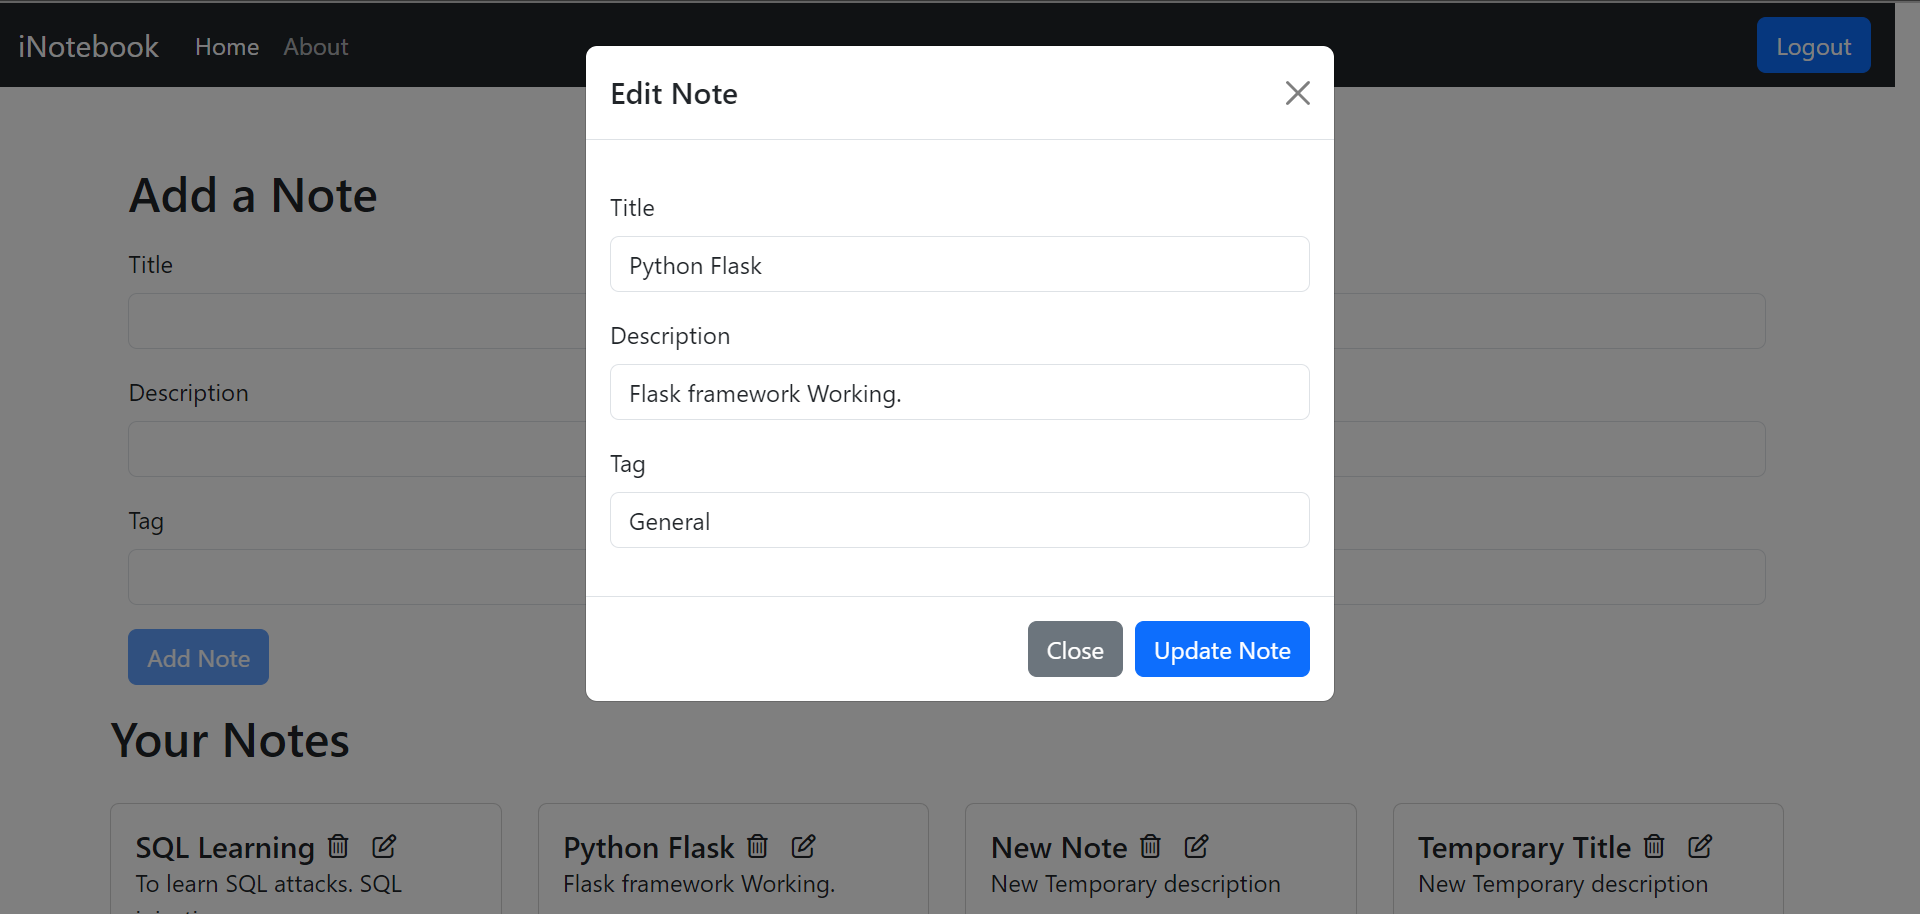 iNotebook Home About Logout
Edit Note
Title
Python Flask
Description
Flask framework Working.
Tag
General
Close Update Note
Add a Note
Title
Description
Tag
Add Note
Your Notes
SQL Learning
To learn SQL attacks. SQL
Python Flask
Flask framework Working.
New Note
New Temporary description
Temporary Title
New Temporary description